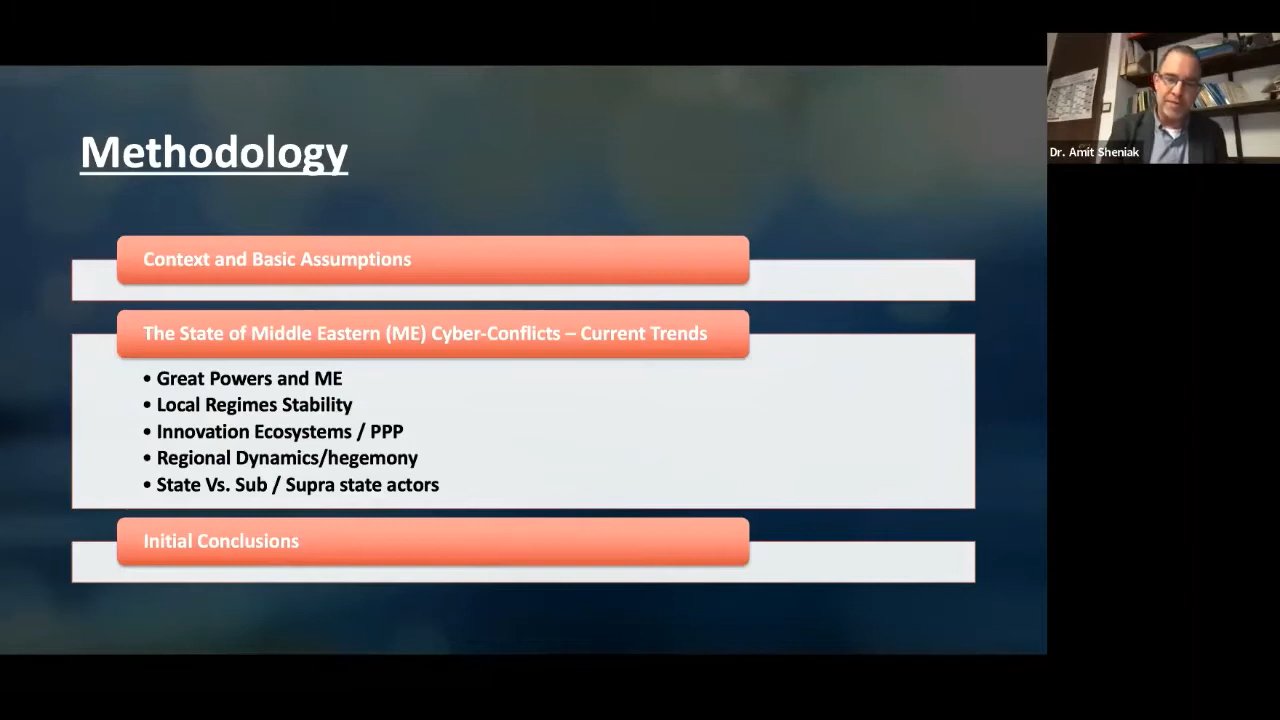 Methodology
Context and Basic Assumptions
The State of Middle Eastern (ME) Cyber-Conflicts – Current Trends
• Great Powers and ME
• Local Regimes Stability
• Innovation Ecosystems / PPP
• Regional Dynamics/hegemony
• State Vs. Sub / Supra state actors
Initial Conclusions
Dr. Amit Sheniak